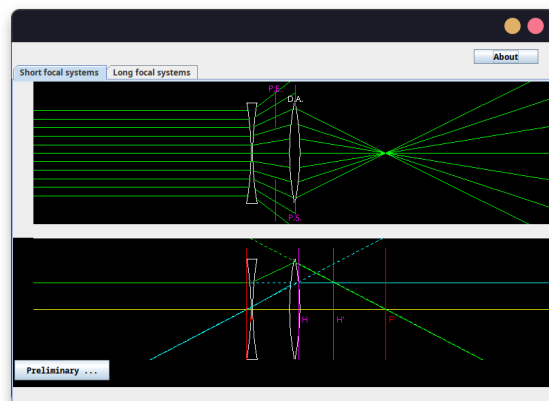 About
Short focal systems
Long focal systems
P.E.
D.A.
P.S.
H
H'
F'
Preliminary ...